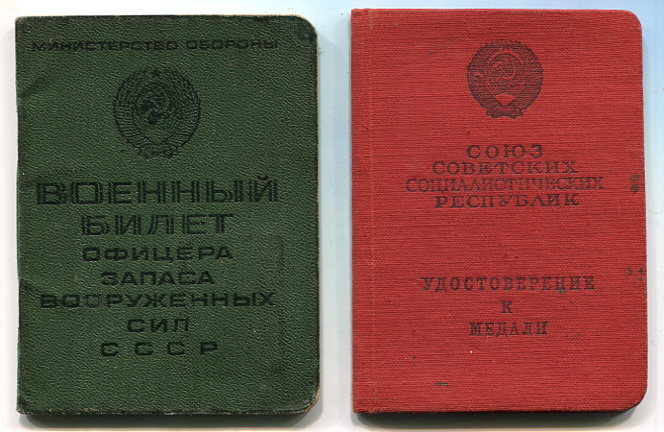 МИНИСТЕРСТВО ОБОРОНЫ
ВОЕННЫЙ
БИЛЕТ
ОФИЦЕРА
ЗАПАСА
ВООРУЖЕННЫХ
СИЛ
СССР
СОЮЗ
СОВЕТСКИХ
СОЦИАЛИСТИЧЕСКИХ
РЕСПУБЛИК
УДОСТОВЕРЕНИЕ
К
МЕДАЛИ